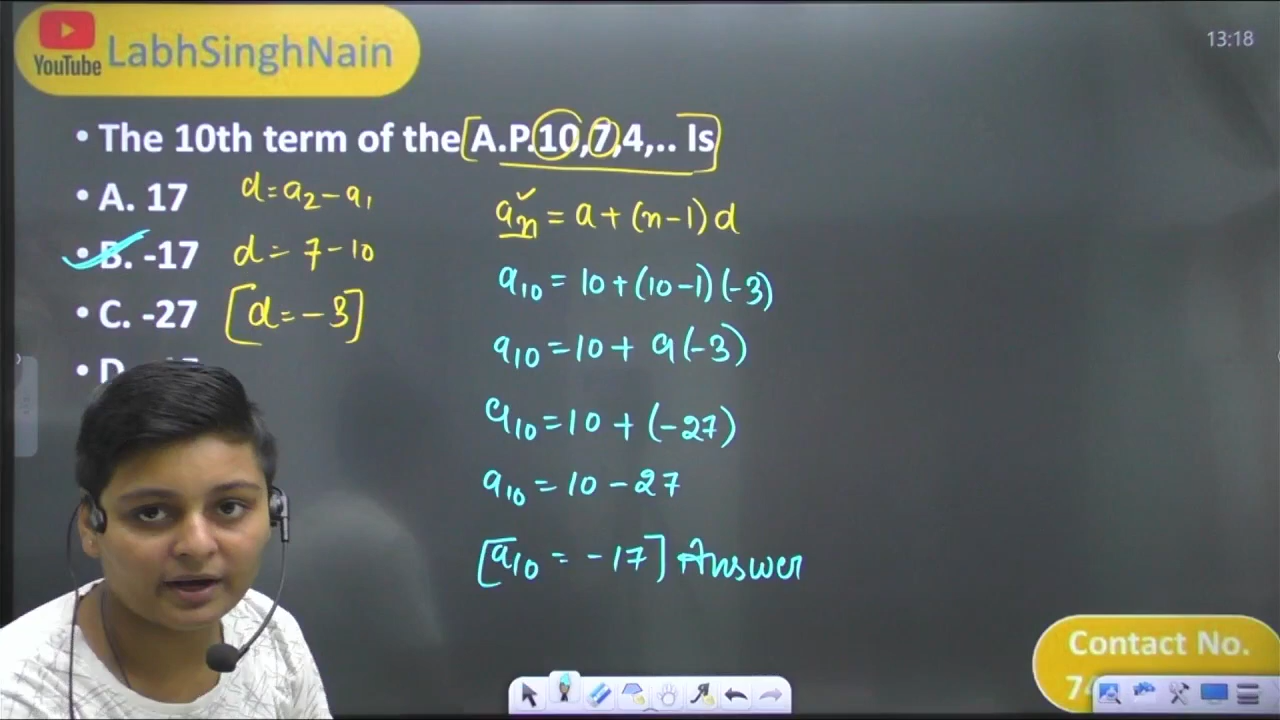 YouTube LabhSinghNain
13:18
• The 10th term of the A.P.10,7,4,.. Is
• A. 17
• B. -17
• C. -27
• D.
d = a₂ - a₁
d = 7 - 10
[d = -3]
aₙ = a + (n-1) d
a₁₀ = 10 + (10-1) (-3)
a₁₀ = 10 + 9(-3)
a₁₀ = 10 + (-27)
a₁₀ = 10 - 27
[a₁₀ = -17] Answer
Contact No.